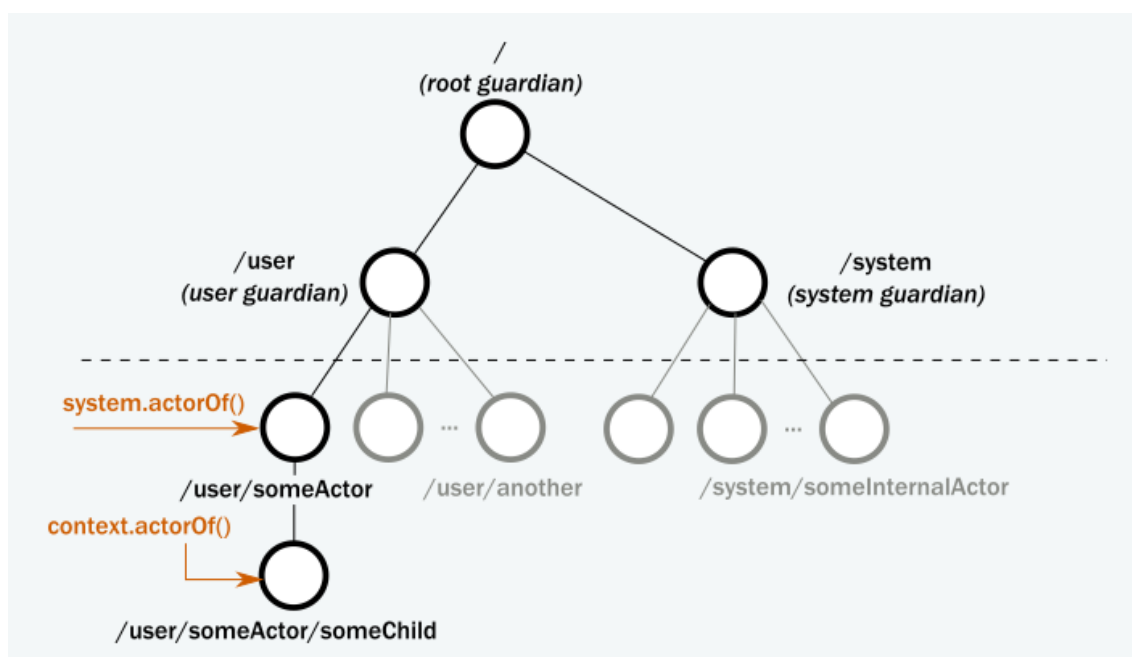 /
(root guardian)
/user
(user guardian)
/system
(system guardian)
system.actorOf()
...
...
/user/someActor
/user/another
/system/someInternalActor
context.actorOf()
/user/someActor/someChild